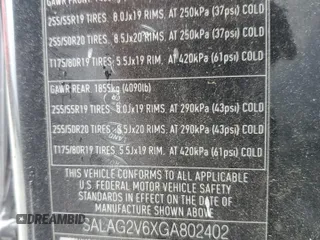 255/55R19 TIRES. 8.0Jx19 RIMS. AT 250kPa (37psi) COLD
255/50R20 TIRES. 8.5Jx20 RIMS. AT 250kPa (37psi) COLD
T175/80R19 TIRES. 5.5Jx19 RIM. AT 420kPa (61psi) COLD
GAWR REAR. 1855kg (4090lb)
255/55R19 TIRES. 8.0Jx19 RIMS. AT 290kPa (43psi) COLD
255/50R20 TIRES. 8.5Jx20 RIMS. AT 290kPa (43psi) COLD
T175/80R19 TIRES. 5.5Jx19 RIM. AT 420kPa (61psi) COLD
THIS VEHICLE CONFORMS TO ALL APPLICABLE
U.S. FEDERAL MOTOR VEHICLE SAFETY
STANDARDS IN EFFECT ON THE DATE OF
MANUFACTURE SHOWN ABOVE
SALAG2V6XGA802402